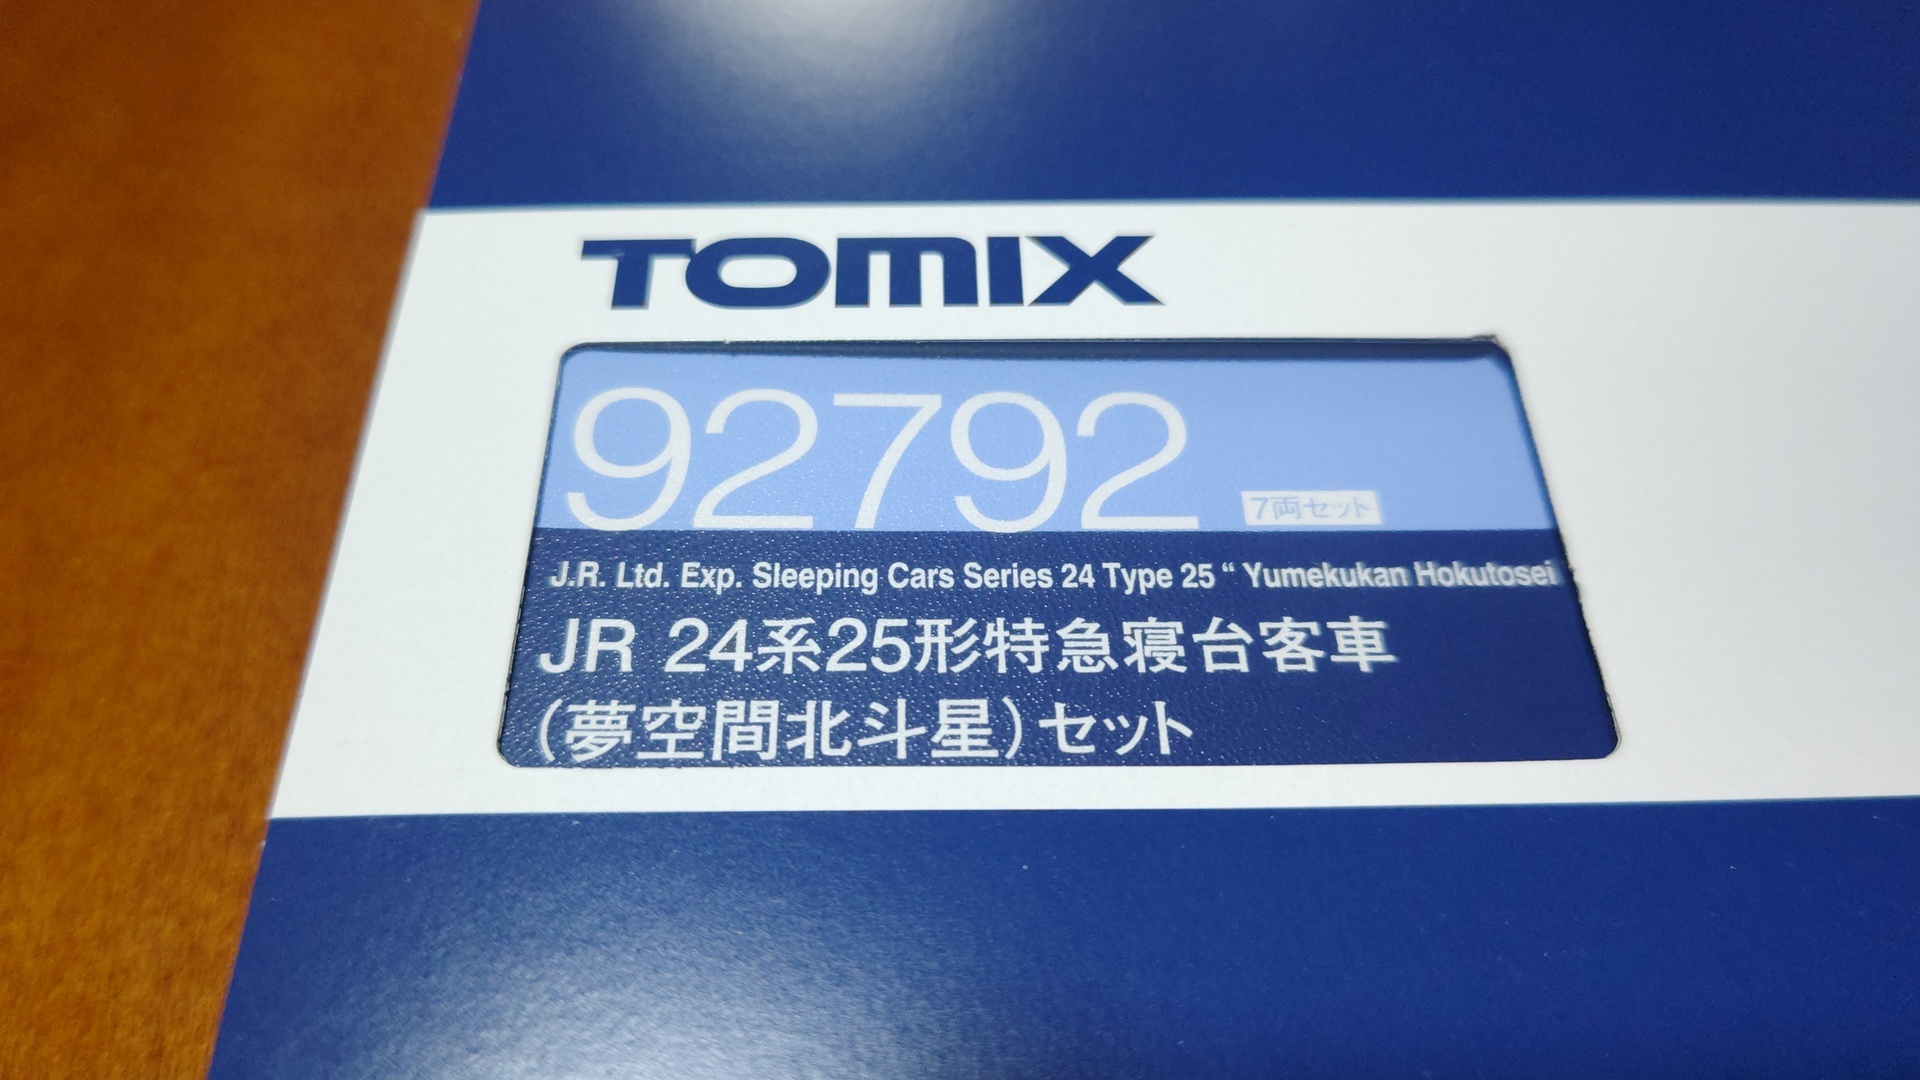 TOMIX
92792 7両セット
J.R. Ltd. Exp. Sleeping Cars Series 24 Type 25 “ Yumekukan Hokutosei
JR 24系25形特急寝台客車
(夢空間北斗星)セット